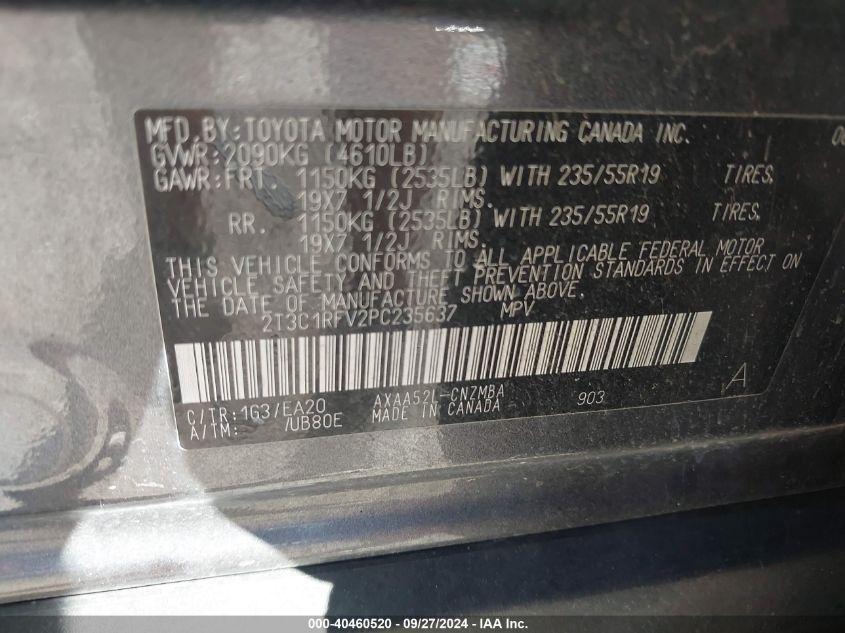 MFD. BY: TOYOTA MOTOR MANUFACTURING CANADA INC.
GVWR: 2090KG (4610LB)
GAWR: FRT. 1150KG (2535LB) WITH 235/55R19 TIRES,
19X7 1/2J RIMS.
RR. 1150KG (2535LB) WITH 235/55R19 TIRES,
19X7 1/2J RIMS.
THIS VEHICLE CONFORMS TO ALL APPLICABLE FEDERAL MOTOR
VEHICLE SAFETY AND THEFT PREVENTION STANDARDS IN EFFECT ON
THE DATE OF MANUFACTURE SHOWN ABOVE.
2T3C1RFV2PC235637 MPV
C/TR: 1G3/EA20 AXAA52L-CNZMBA 903 A
A/TM: /UB80E MADE IN CANADA
000-40460520 - 09/27/2024 - IAA Inc.